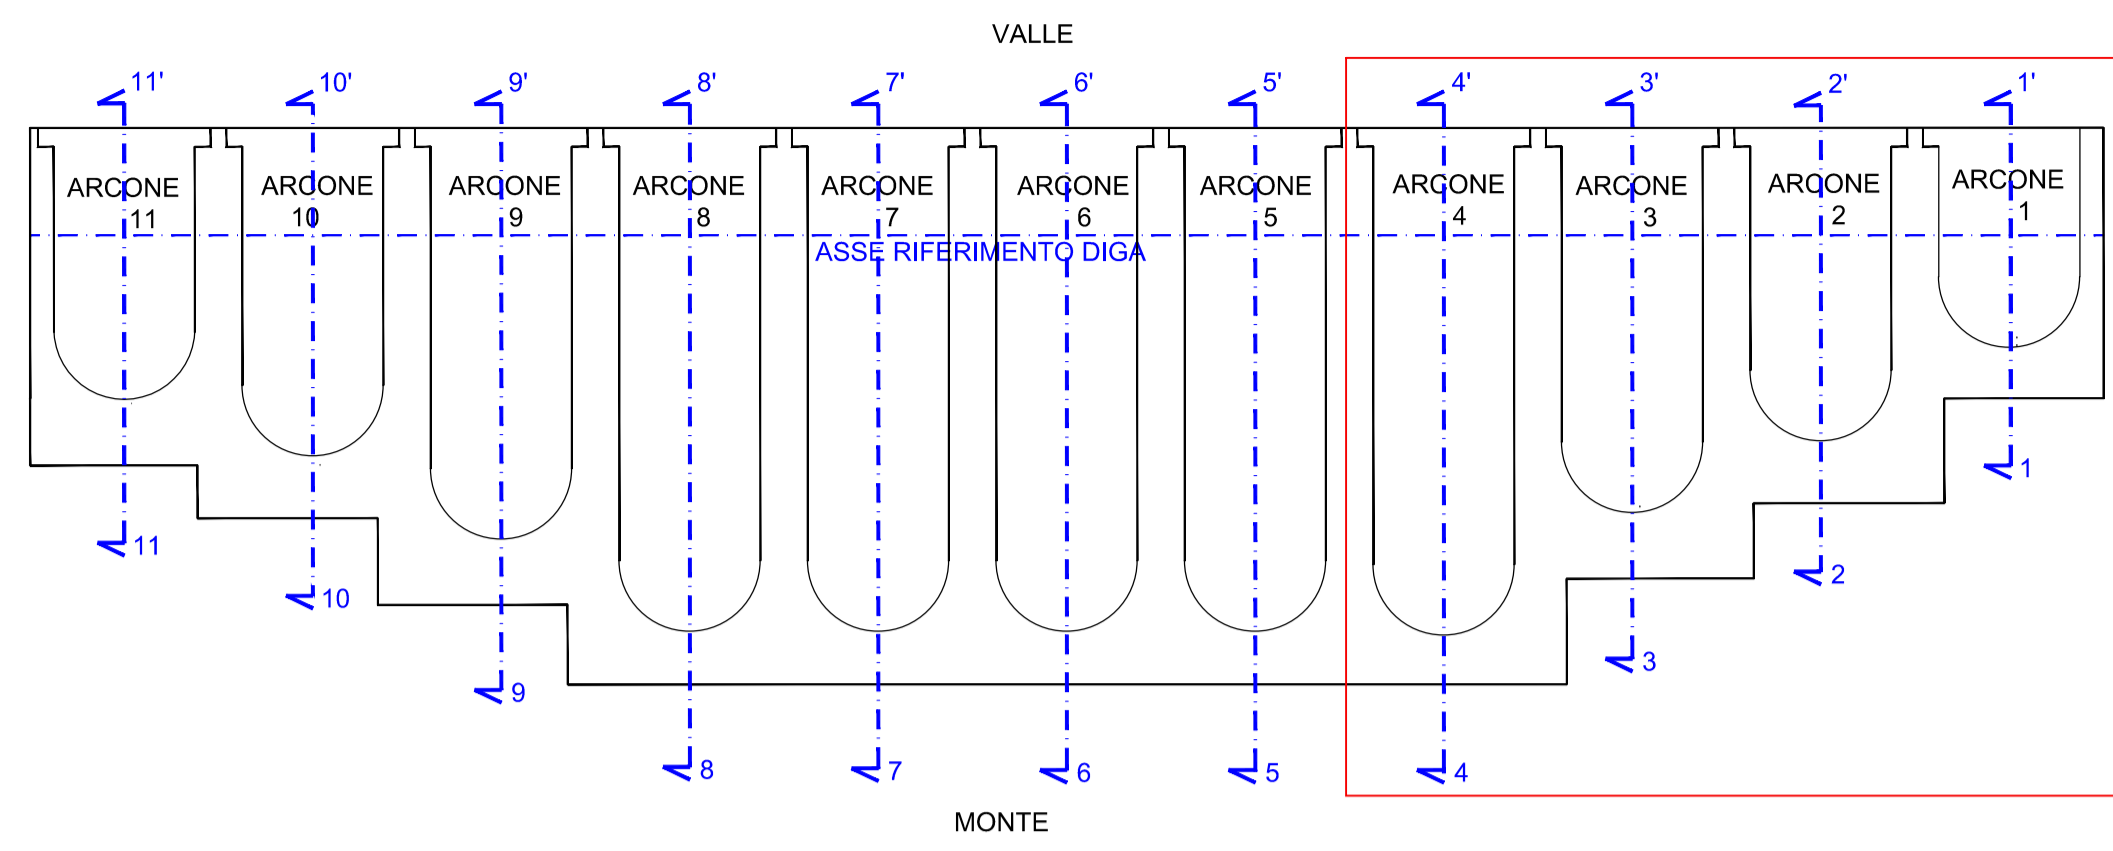 VALLE
11' 10' 9' 8' 7' 6' 5' 4' 3' 2' 1'
ARCONE ARCONE ARCONE ARCONE ARCONE ARCONE ARCONE ARCONE ARCONE ARCONE ARCONE
11 10 9 8 7 6 5 4 3 2 1
ASSE RIFERIMENTO DIGA
1
11
2
10
3
9
8 7 6 5 4
MONTE